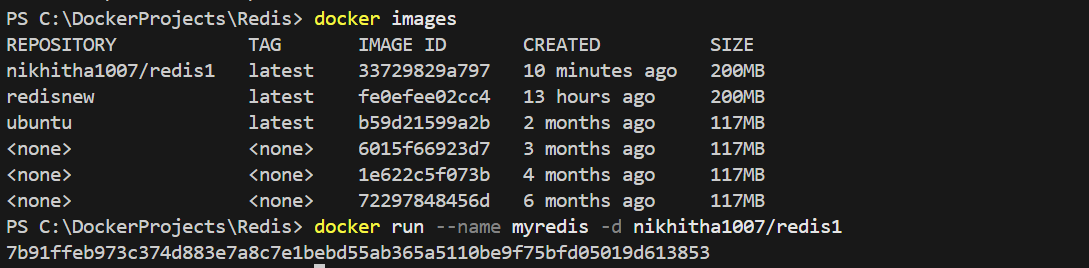 PS C:\DockerProjects\Redis> docker images
REPOSITORY TAG IMAGE ID CREATED SIZE
nikhitha1007/redis1 latest 33729829a797 10 minutes ago 200MB
redisnew latest fe0efee02cc4 13 hours ago 200MB
ubuntu latest b59d21599a2b 2 months ago 117MB
<none> <none> 6015f66923d7 3 months ago 117MB
<none> <none> 1e622c5f073b 4 months ago 117MB
<none> <none> 72297848456d 6 months ago 117MB
PS C:\DockerProjects\Redis> docker run --name myredis -d nikhitha1007/redis1
7b91ffeb973c374d883e7a8c7e1bebd55ab365a5110be9f75bfd05019d613853